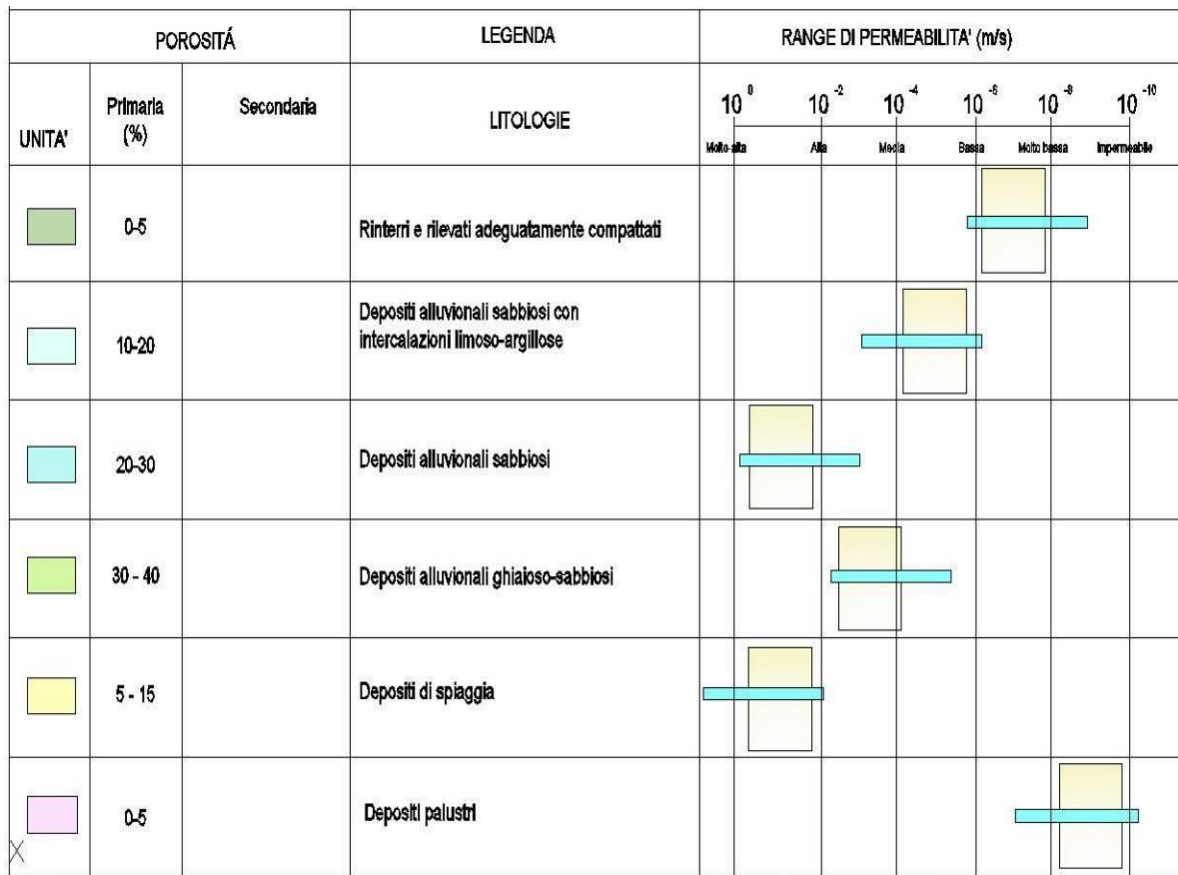 POROSITÁ LEGENDA RANGE DI PERMEABILITA' (m/s)
UNITA' Primaria (%) Secondaria LITOLOGIE
10 0 10 -2 10 -4 10 -6 10 -8 10 -10
Molto alta Alta Media Bassa Molto bassa Impermeabile
0-5 Rinterri e rilevati adeguatamente compattati
10-20 Depositi alluvionali sabbiosi con
intercalazioni limoso-argillose
20-30 Depositi alluvionali sabbiosi
30 - 40 Depositi alluvionali ghiaioso-sabbiosi
5 - 15 Depositi di spiaggia
0-5 Depositi palustri
X